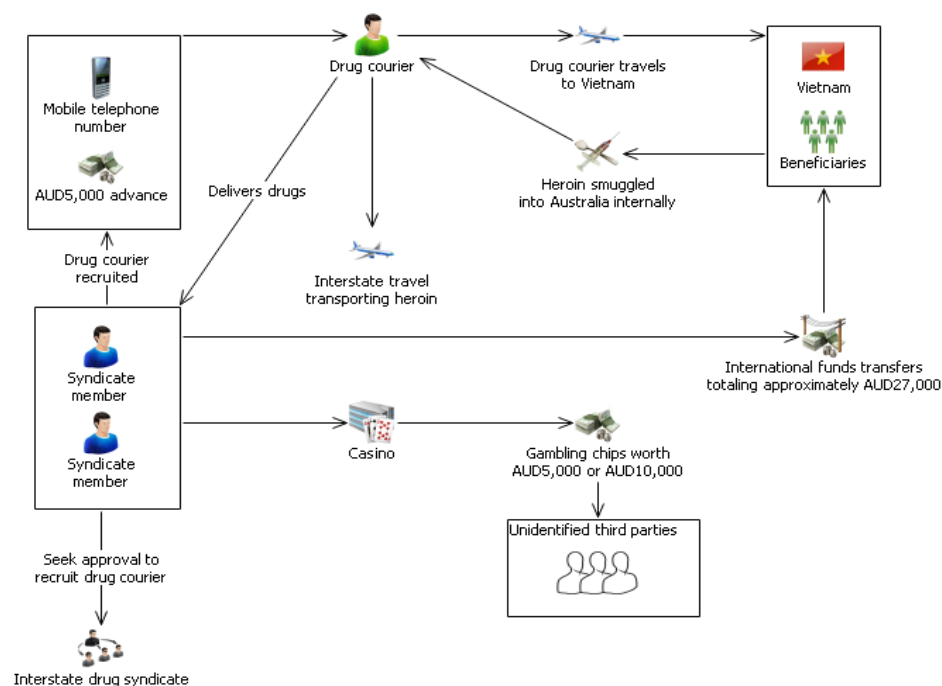 Drug courier
Drug courier travels
to Vietnam
Vietnam
Beneficiaries
Mobile telephone
number
AUD5,000 advance
Heroin smuggled
into Australia internally
Delivers drugs
Drug courier
recruited
Interstate travel
transporting heroin
Syndicate
member
Syndicate
member
International funds transfers
totaling approximately AUD27,000
Casino
Gambling chips worth
AUD5,000 or AUD10,000
Unidentified third parties
Seek approval to
recruit drug courier
Interstate drug syndicate